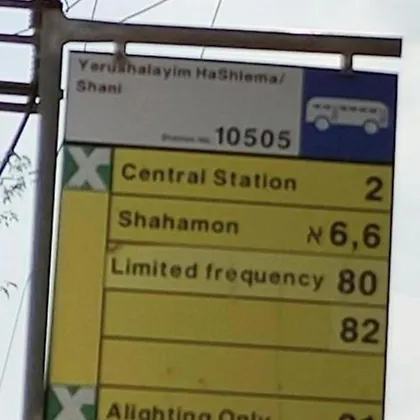 Yerushalayim HaShlema/
Shani
Station No. 10505
Central Station 2
Shahamon א6,6
Limited frequency 80
82
Alighting Only